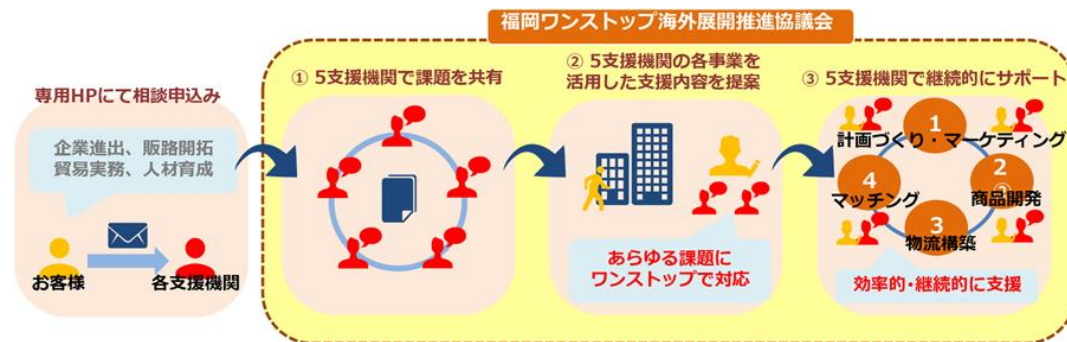 福岡ワンストップ海外展開推進協議会
専用HPにて相談申込み
企業進出、販路開拓
貿易実務、人材育成
お客様
各支援機関
① 5支援機関で課題を共有
② 5支援機関の各事業を
活用した支援内容を提案
あらゆる課題に
ワンストップで対応
③ 5支援機関で継続的にサポート
1
計画づくり・マーケティング
2
商品開発
3
物流構築
4
マッチング
効率的・継続的に支援